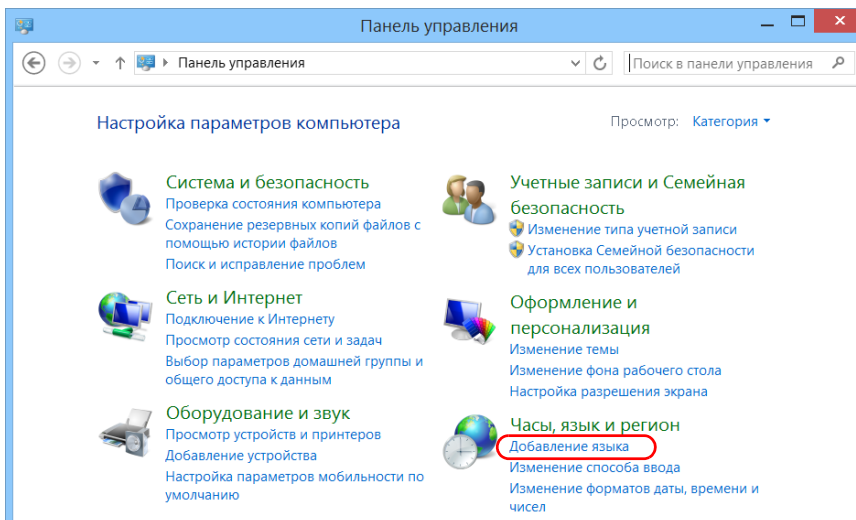 Панель управления
Панель управления
Поиск в панели управления
Настройка параметров компьютера
Просмотр: Категория
Система и безопасность
Проверка состояния компьютера
Сохранение резервных копий файлов с
помощью истории файлов
Поиск и исправление проблем
Сеть и Интернет
Подключение к Интернету
Просмотр состояния сети и задач
Выбор параметров домашней группы и
общего доступа к данным
Оборудование и звук
Просмотр устройств и принтеров
Добавление устройства
Настройка параметров мобильности по
умолчанию
Учетные записи и Семейная
безопасность
Изменение типа учетной записи
Установка Семейной безопасности
для всех пользователей
Оформление и
персонализация
Изменение темы
Изменение фона рабочего стола
Настройка разрешения экрана
Часы, язык и регион
Добавление языка
Изменение способа ввода
Изменение форматов даты, времени и
чисел